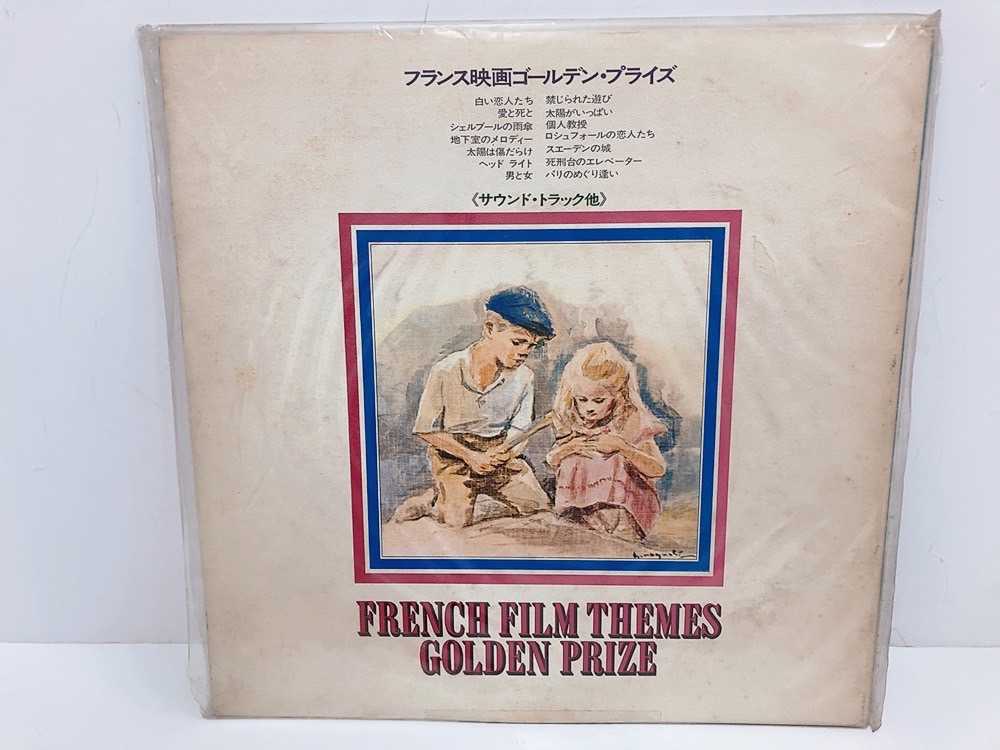 フランス映画ゴールデン・プライズ
白い恋人たち 禁じられた遊び
愛と死と 太陽がいっぱい
シェルブールの雨傘 個人教授
地下室のメロディー ロシュフォールの恋人たち
太陽は傷だらけ スエーデンの城
ヘッド ライト 死刑台のエレベーター
男と女 パリのめぐり逢い
《サウンド・トラック他》
FRENCH FILM THEMES
GOLDEN PRIZE